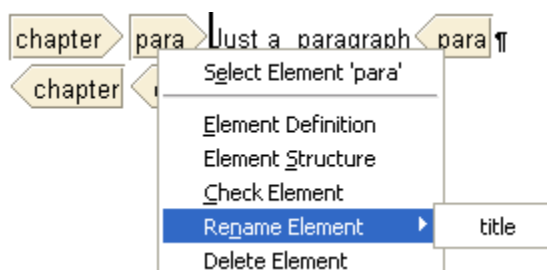 chapter para Just a paragraph para ¶
chapter
Select Element 'para'
Element Definition
Element Structure
Check Element
Rename Element title
Delete Element